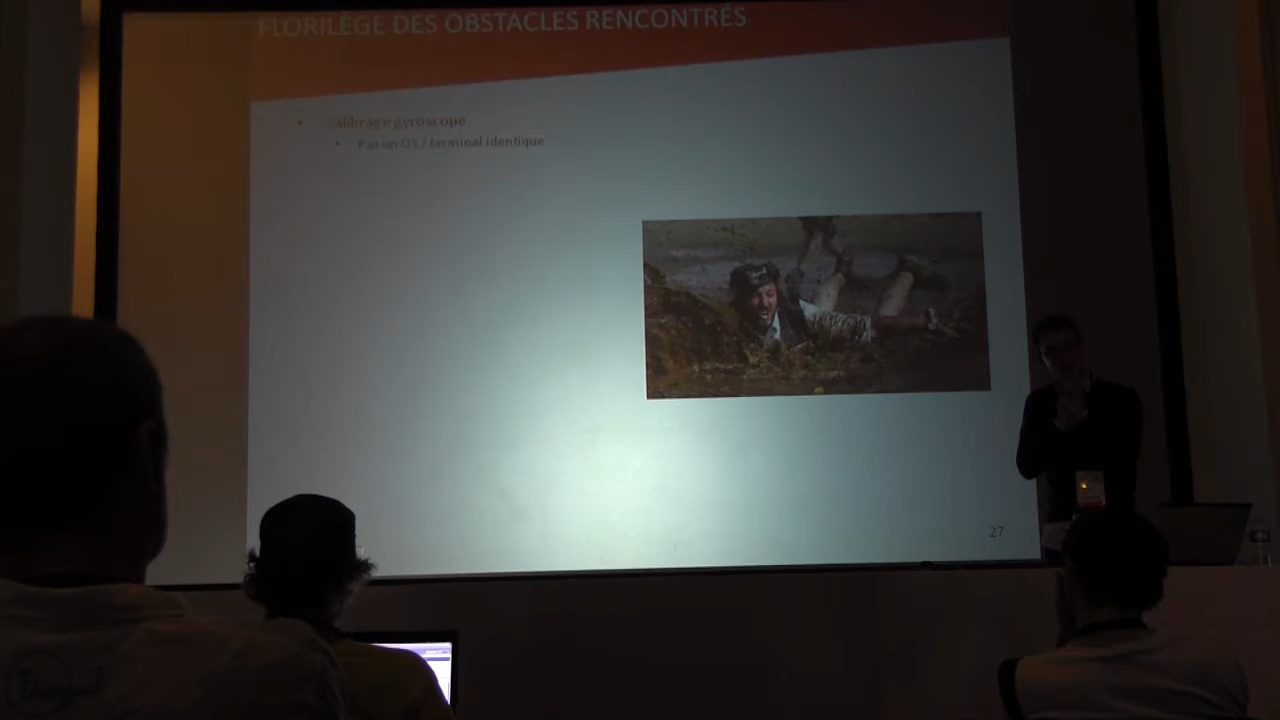 FLORILÈGE DES OBSTACLES RENCONTRÉS
• Calibrage gyroscope
• Pas un OS / terminal identique
27